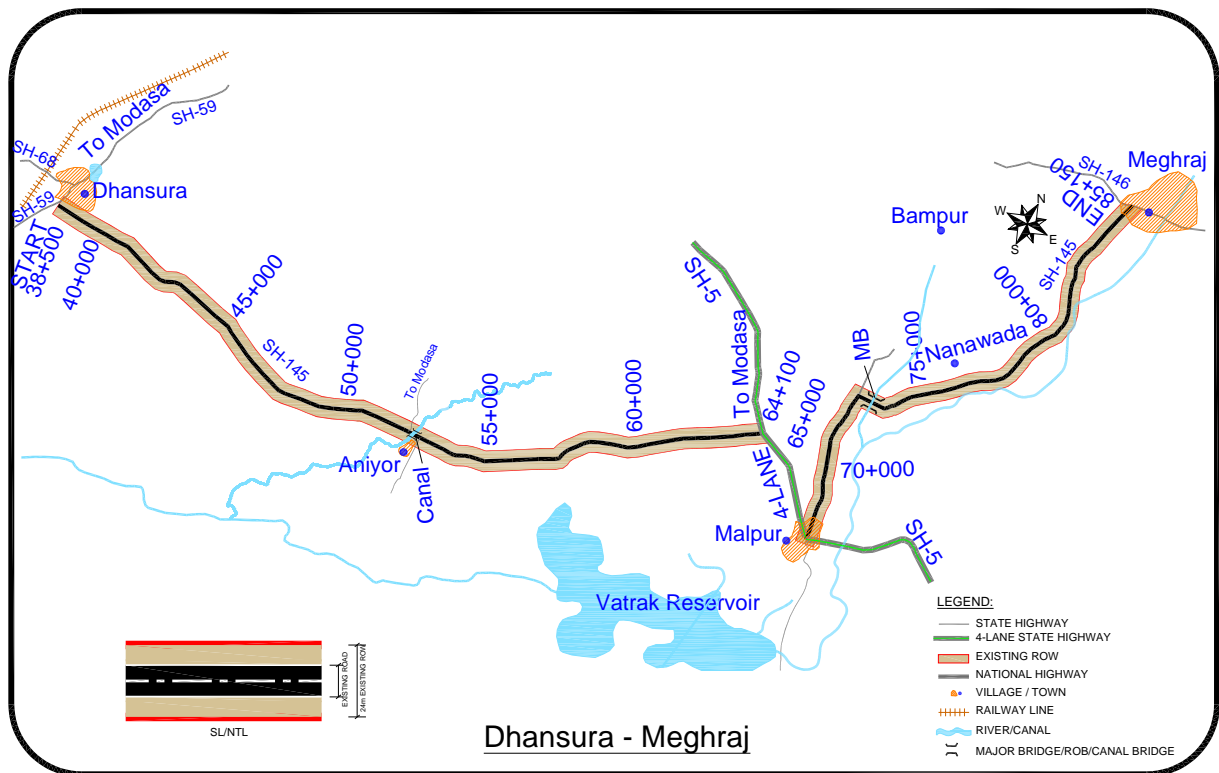 To Modasa
SH-59
SH-68
Dhansura
SH-59
START
38+500
40+000
45+000
SH-145
50+000
To Modasa
Aniyor
Canal
55+000
60+000
SH-5
To Modasa
64+100
65+000
4-LANE
Malpur
SH-5
70+000
MB
75+000
Nanawada
80+000
SH-145
Bampur
N
W
E
S
END
85+150
SH-146
Meghraj
Vatrak Reservoir
EXISTING ROAD
24m EXISTING ROW
SL/NTL
Dhansura - Meghraj
LEGEND:
STATE HIGHWAY
4-LANE STATE HIGHWAY
EXISTING ROW
NATIONAL HIGHWAY
VILLAGE / TOWN
RAILWAY LINE
RIVER/CANAL
MAJOR BRIDGE/ROB/CANAL BRIDGE